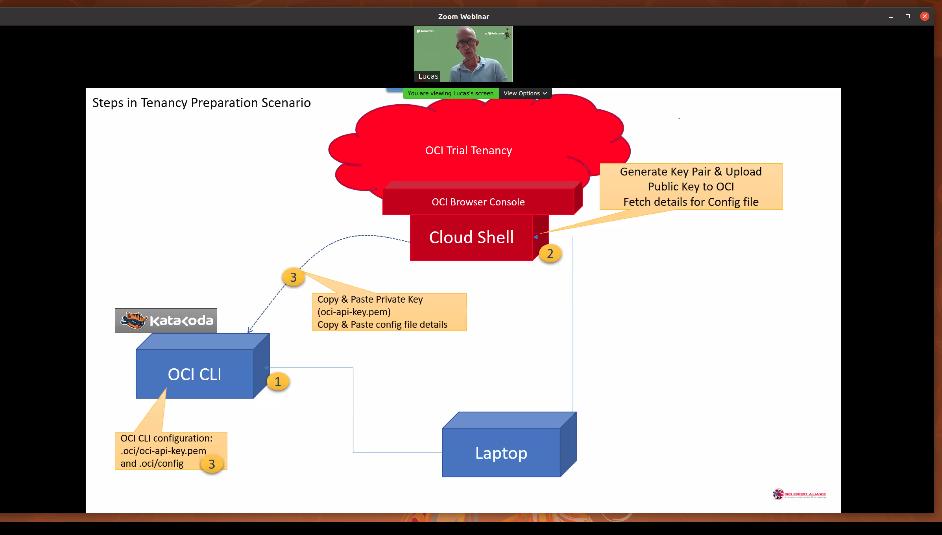 Zoom Webinar
Lucas
You are viewing Lucas's screen
View Options
Steps in Tenancy Preparation Scenario
OCI Trial Tenancy
Generate Key Pair & Upload
Public Key to OCI
Fetch details for Config file
OCI Browser Console
Cloud Shell
2
3
Copy & Paste Private Key
(oci-api-key.pem)
Copy & Paste config file details
KataKoda
OCI CLI
1
OCI CLI configuration:
.oci/oci-api-key.pem
and .oci/config
3
Laptop